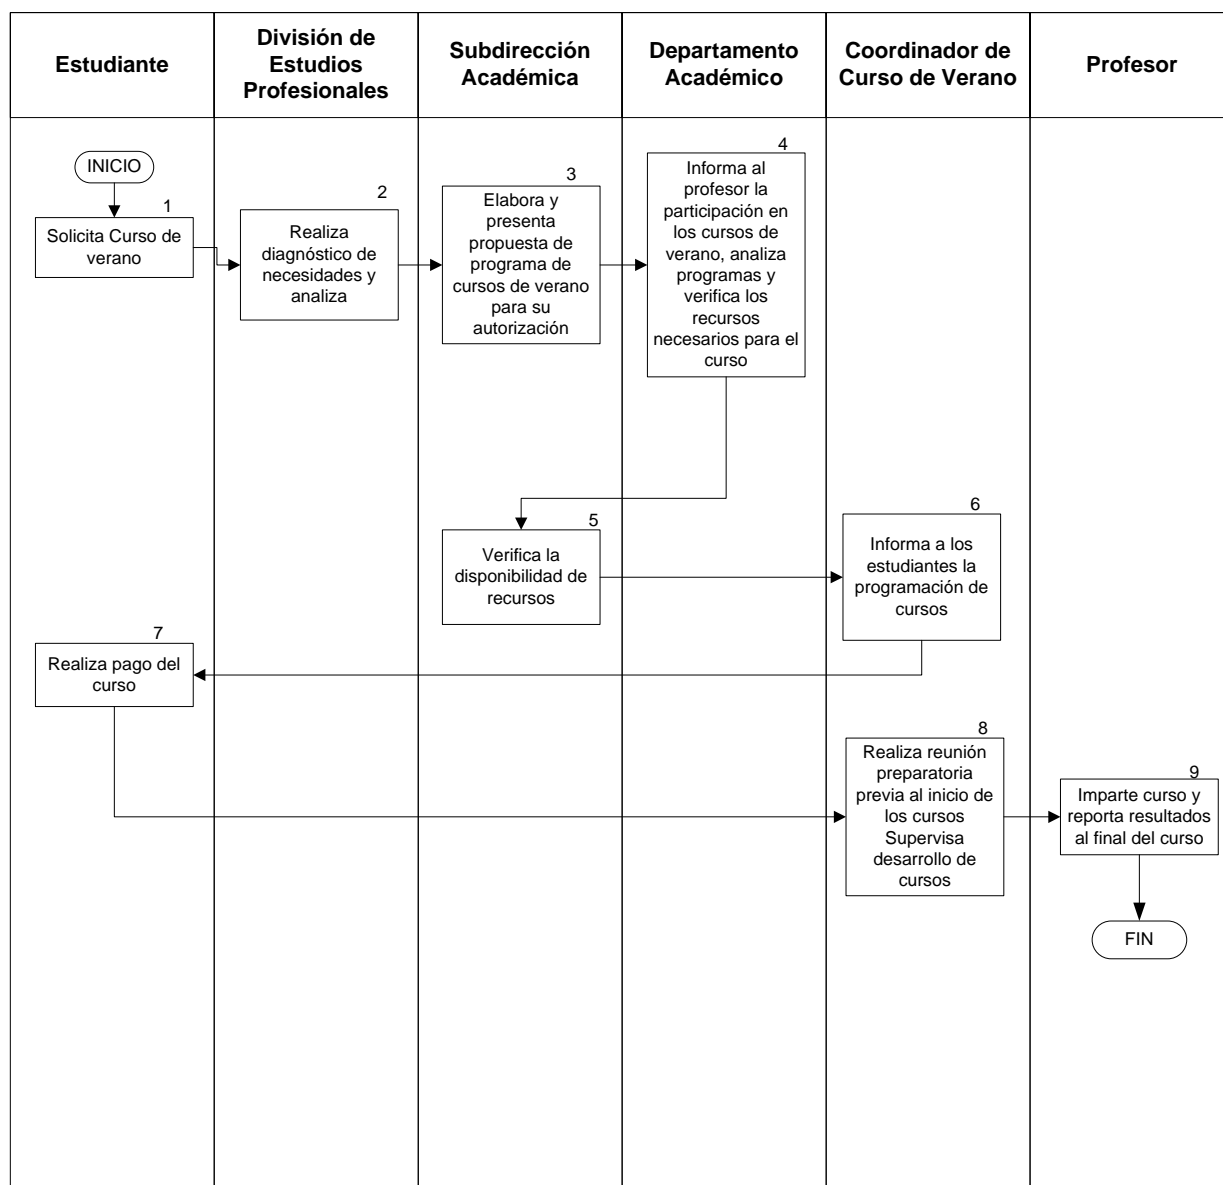 Estudiante
División de
Estudios
Profesionales
Subdirección
Académica
Departamento
Académico
Coordinador de
Curso de Verano
Profesor
INICIO
1
Solicita Curso de
verano
2
Realiza
diagnóstico de
necesidades y
analiza
3
Elabora y
presenta
propuesta de
programa de
cursos de verano
para su
autorización
4
Informa al
profesor la
participación en
los cursos de
verano, analiza
programas y
verifica los
recursos
necesarios para el
curso
5
Verifica la
disponibilidad de
recursos
6
Informa a los
estudiantes la
programación de
cursos
7
Realiza pago del
curso
8
Realiza reunión
preparatoria
previa al inicio de
los cursos
Supervisa
desarrollo de
cursos
9
Imparte curso y
reporta resultados
al final del curso
FIN